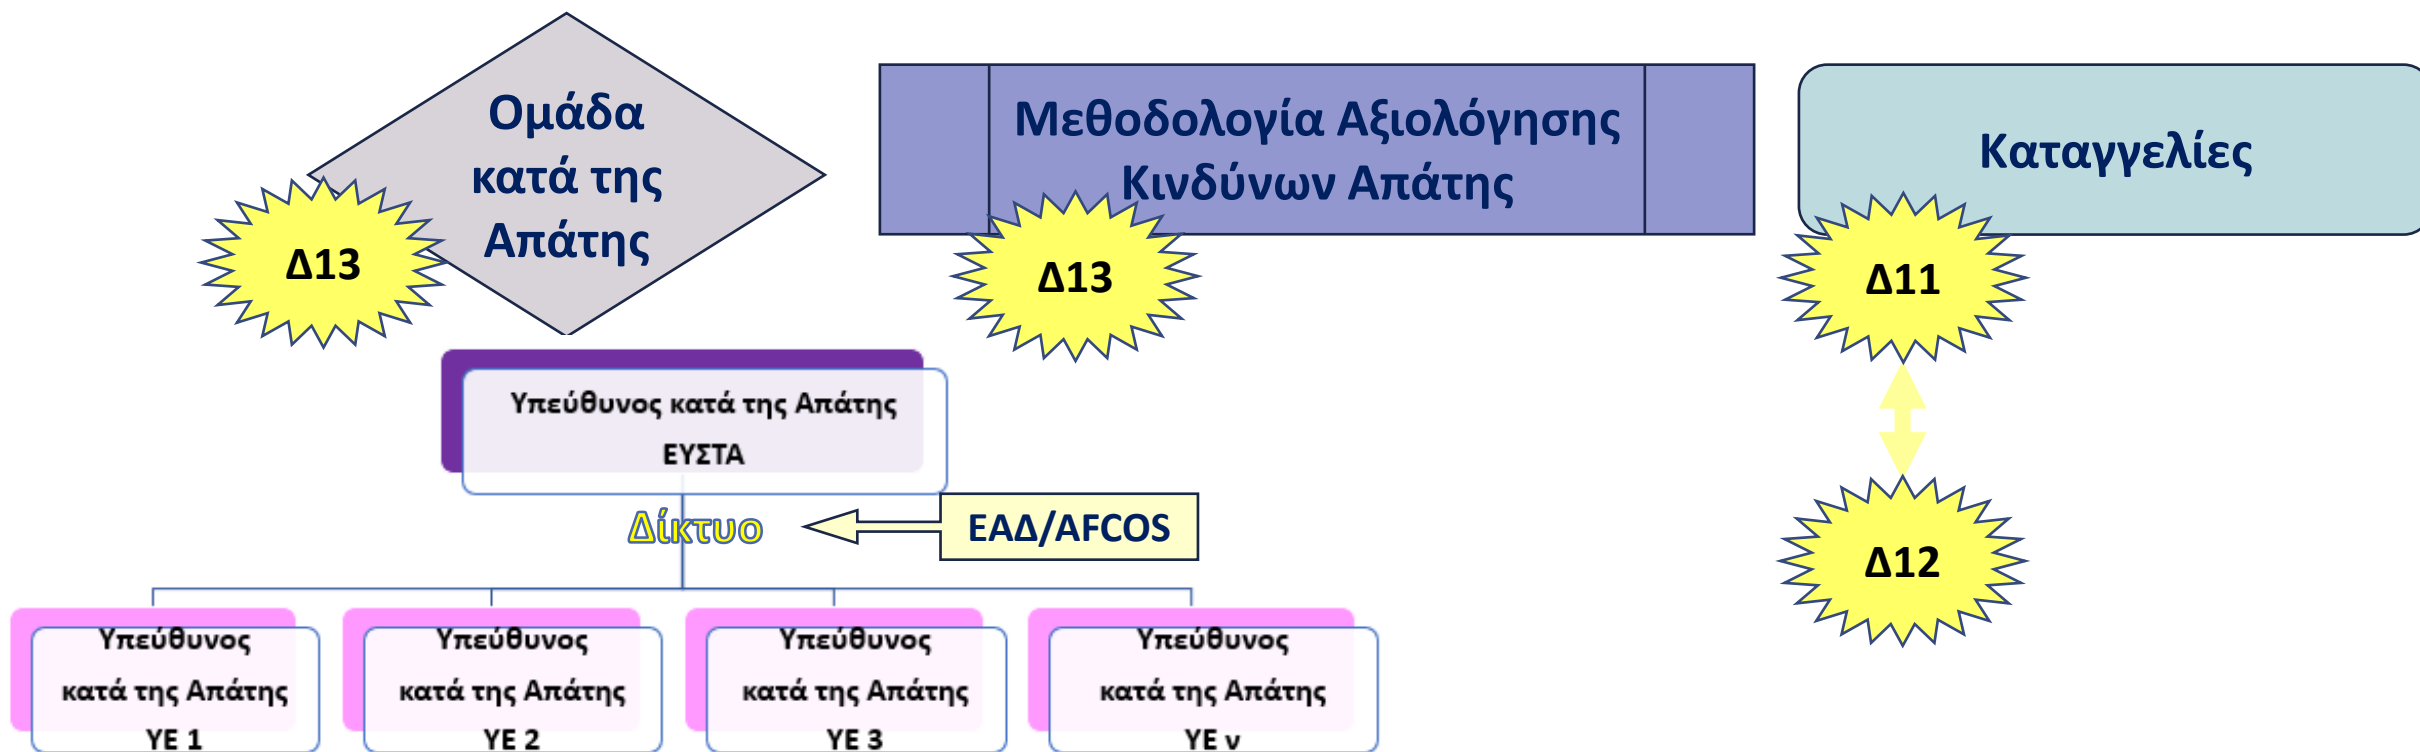 Ομάδα
κατά της
Απάτης
Δ13
Μεθοδολογία Αξιολόγησης
Κινδύνων Απάτης
Δ13
Καταγγελίες
Δ11
Δ12
Υπεύθυνος κατά της Απάτης
ΕΥΣΤΑ
Δίκτυο
ΕΑΔ/AFCOS
Υπεύθυνος
κατά της Απάτης
ΥΕ 1
Υπεύθυνος
κατά της Απάτης
ΥΕ 2
Υπεύθυνος
κατά της Απάτης
ΥΕ 3
Υπεύθυνος
κατά της Απάτης
ΥΕ ν